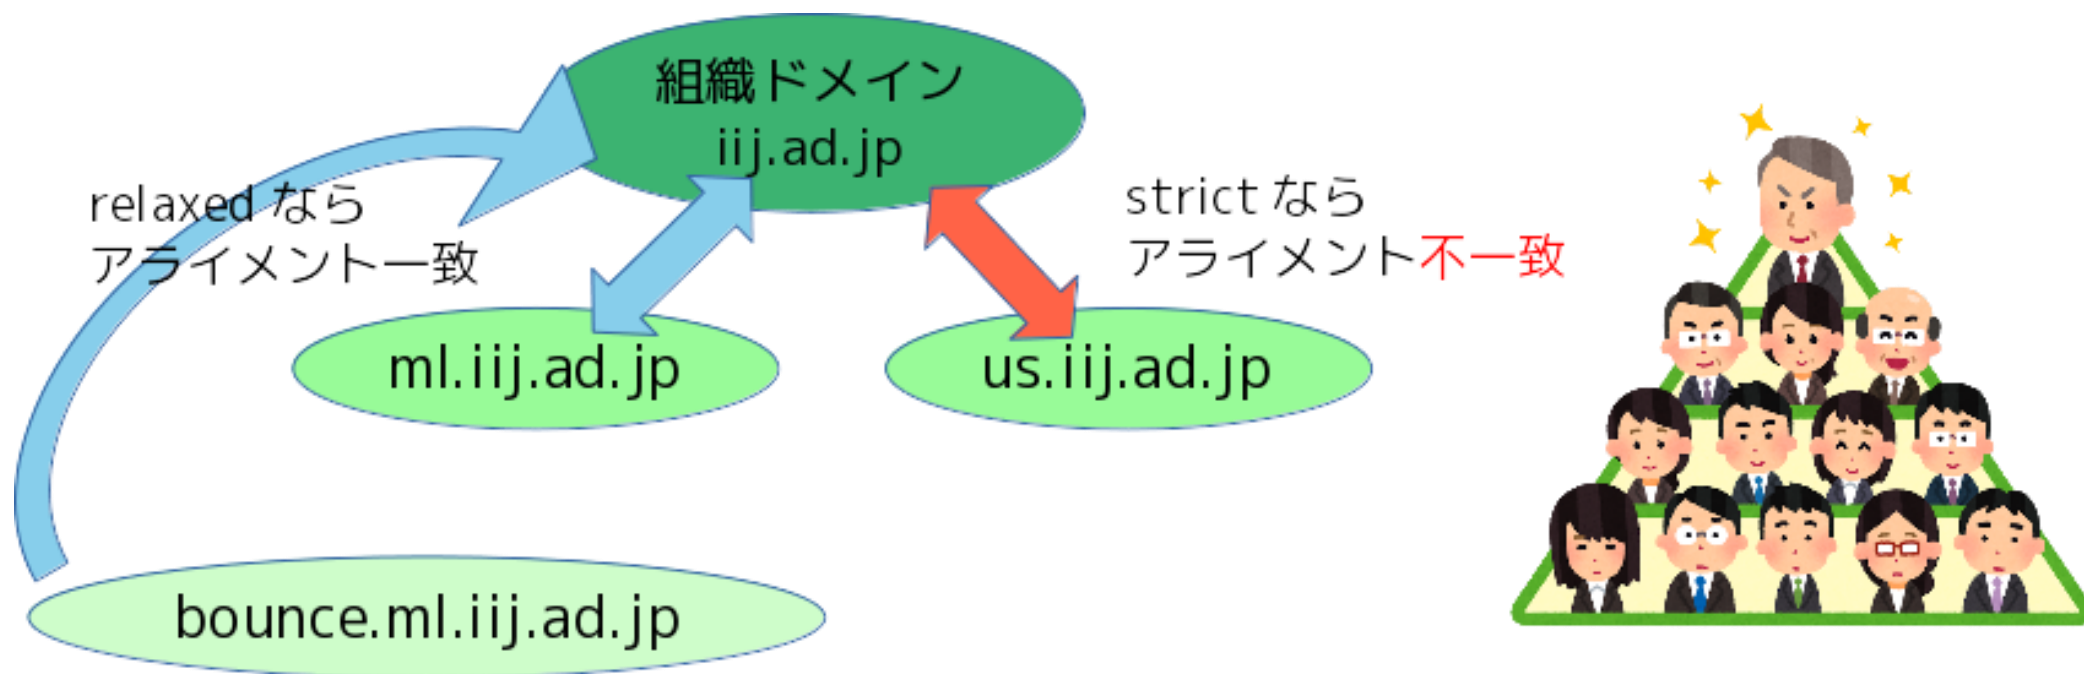 組織ドメイン
iij.ad.jp
relaxed なら
アライメント一致
strict なら
アライメント不一致
ml.iij.ad.jp
us.iij.ad.jp
bounce.ml.iij.ad.jp